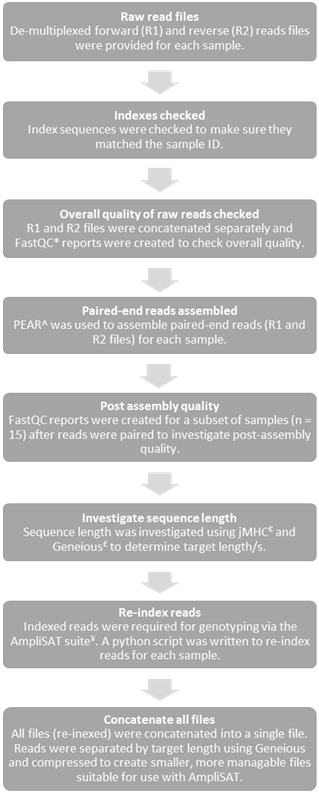 Raw read files
De-multiplexed forward (R1) and reverse (R2) reads files
were provided for each sample.
Indexes checked
Index sequences were checked to make sure they
matched the sample ID.
Overall quality of raw reads checked
R1 and R2 files were concatenated separately and
FastQC* reports were created to check overall quality.
Paired-end reads assembled
PEAR^ was used to assemble paired-end reads (R1 and
R2 files) for each sample.
Post assembly quality
FastQC reports were created for a subset of samples (n =
15) after reads were paired to investigate post-assembly
quality.
Investigate sequence length
Sequence length was investigated using jMHC€ and
Geneious£ to determine target length/s.
Re-index reads
Indexed reads were required for genotyping via the
AmpliSAT suite¥. A python script was written to re-index
reads for each sample.
Concatenate all files
All files (re-inexed) were concatenated into a single file.
Reads were separated by target length using Geneious
and compressed to create smaller, more managable files
suitable for use with AmpliSAT.